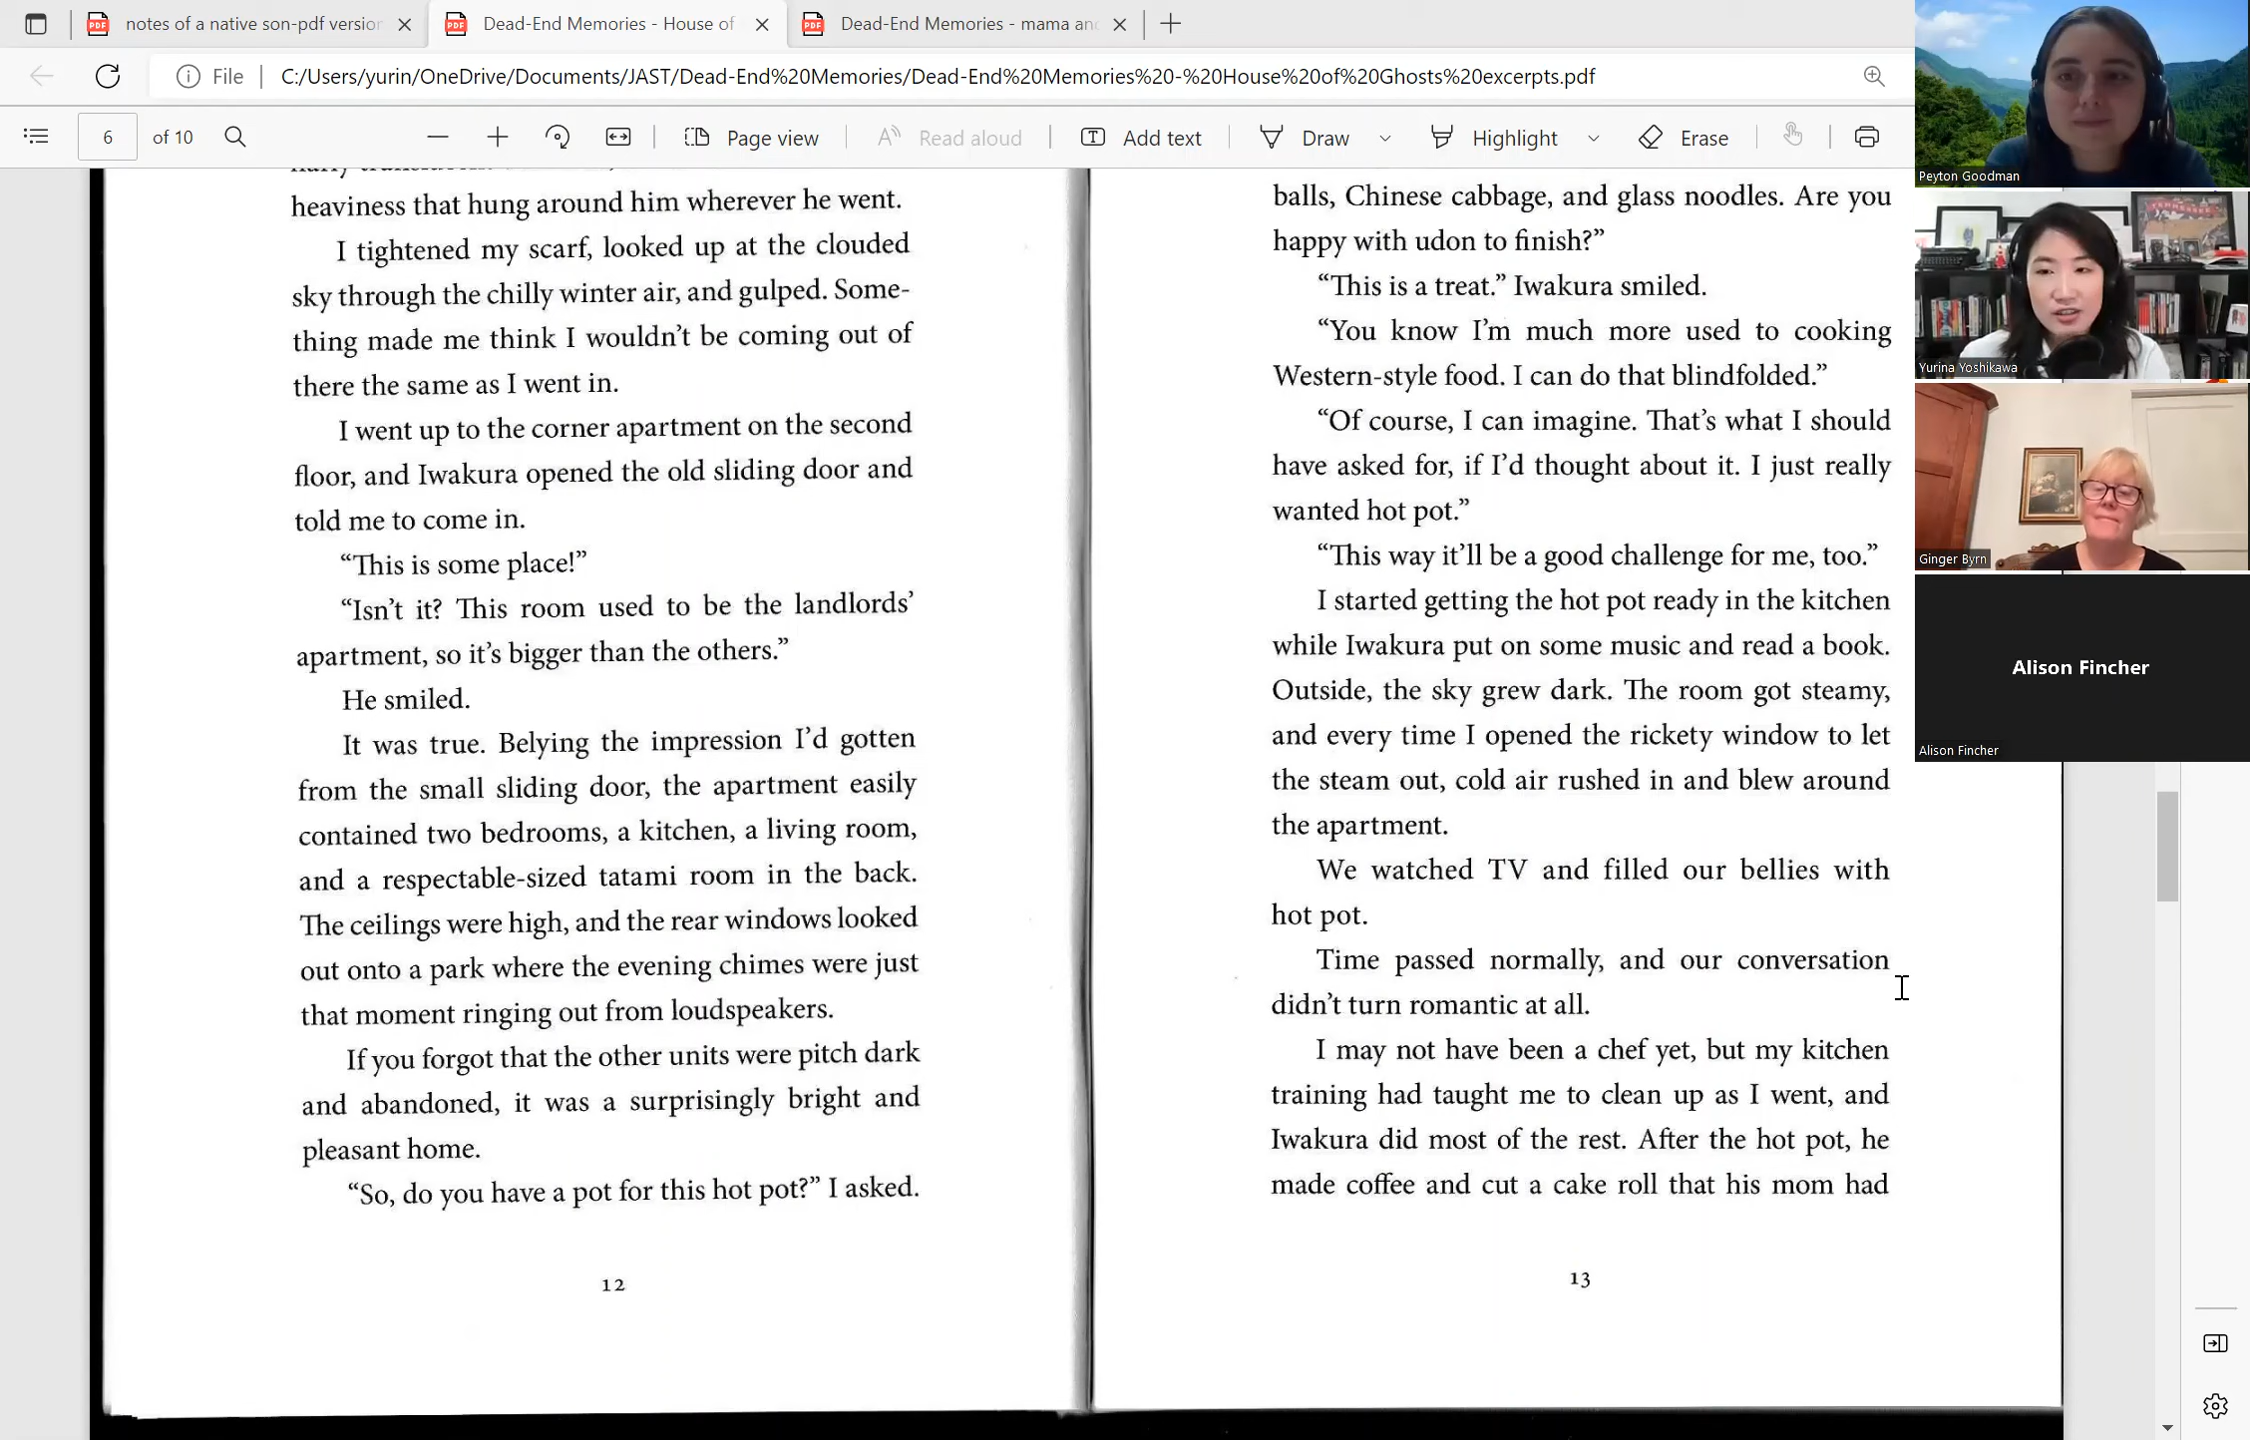 notes of a native son-pdf version
Dead-End Memories - House of
Dead-End Memories - mama and
File
C:/Users/yurin/OneDrive/Documents/JAST/Dead-End%20Memories/Dead-End%20Memories%20-%20House%20of%20Ghosts%20excerpts.pdf
6 of 10
Page view
Read aloud
Add text
Draw
Highlight
Erase
heaviness that hung around him wherever he went.
I tightened my scarf, looked up at the clouded
sky through the chilly winter air, and gulped. Some-
thing made me think I wouldn’t be coming out of
there the same as I went in.
I went up to the corner apartment on the second
floor, and Iwakura opened the old sliding door and
told me to come in.
“This is some place!”
“Isn’t it? This room used to be the landlords’
apartment, so it’s bigger than the others.”
He smiled.
It was true. Belying the impression I’d gotten
from the small sliding door, the apartment easily
contained two bedrooms, a kitchen, a living room,
and a respectable-sized tatami room in the back.
The ceilings were high, and the rear windows looked
out onto a park where the evening chimes were just
that moment ringing out from loudspeakers.
If you forgot that the other units were pitch dark
and abandoned, it was a surprisingly bright and
pleasant home.
“So, do you have a pot for this hot pot?” I asked.
12
balls, Chinese cabbage, and glass noodles. Are you
happy with udon to finish?”
“This is a treat.” Iwakura smiled.
“You know I’m much more used to cooking
Western-style food. I can do that blindfolded.”
“Of course, I can imagine. That’s what I should
have asked for, if I’d thought about it. I just really
wanted hot pot.”
“This way it’ll be a good challenge for me, too.”
I started getting the hot pot ready in the kitchen
while Iwakura put on some music and read a book.
Outside, the sky grew dark. The room got steamy,
and every time I opened the rickety window to let
the steam out, cold air rushed in and blew around
the apartment.
We watched TV and filled our bellies with
hot pot.
Time passed normally, and our conversation
didn’t turn romantic at all.
I may not have been a chef yet, but my kitchen
training had taught me to clean up as I went, and
Iwakura did most of the rest. After the hot pot, he
made coffee and cut a cake roll that his mom had
13
Peyton Goodman
Yurina Yoshikawa
Ginger Byrn
Alison Fincher
Alison Fincher